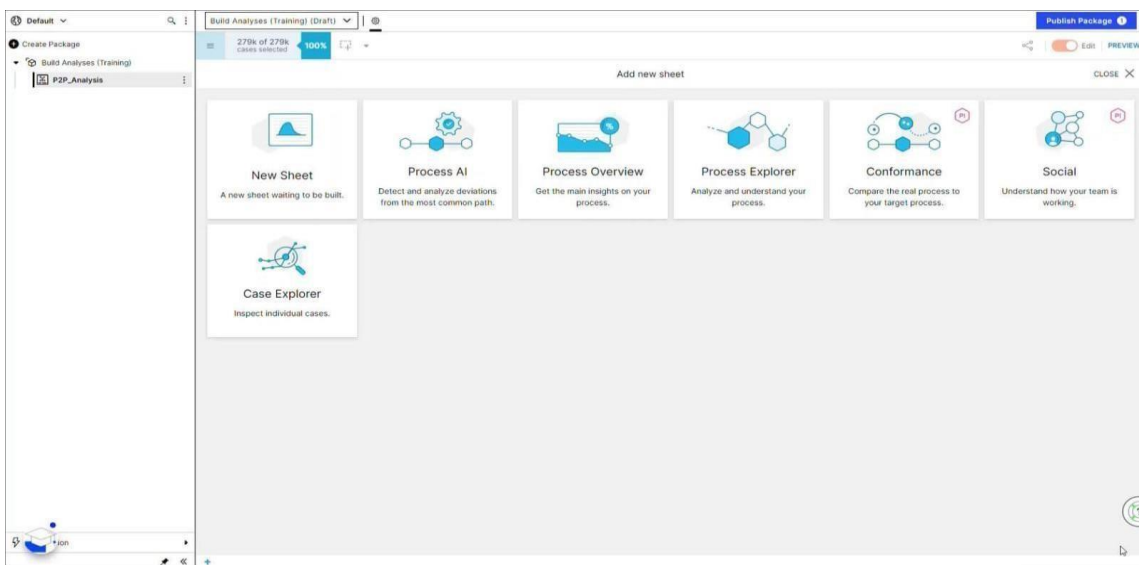 Default
Build Analyses (Training) (Draft)
Publish Package
Create Package
279k of 279k
cases selected
100%
Edit
PREVIEW
Build Analyses (Training)
P2P_Analysis
Add new sheet
CLOSE
New Sheet
A new sheet waiting to be built.
Process AI
Detect and analyze deviations
from the most common path.
Process Overview
Get the main insights on your
process.
Process Explorer
Analyze and understand your
process.
PI
Conformance
Compare the real process to
your target process.
PI
Social
Understand how your team is
working.
Case Explorer
Inspect individual cases.